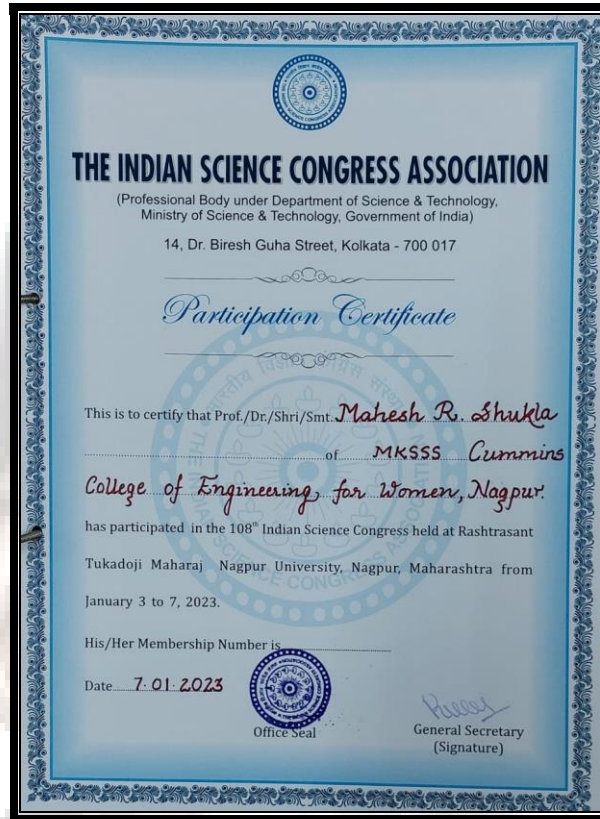 THE INDIAN SCIENCE CONGRESS ASSOCIATION
(Professional Body under Department of Science & Technology,
Ministry of Science & Technology, Government of India)
14, Dr. Biresh Guha Street, Kolkata - 700 017
Participation Certificate
This is to certify that Prof./Dr./Shri/Smt. Mahesh R. Shukla
of MKSSS Cummins
College of Engineering for Women, Nagpur.
has participated in the 108th Indian Science Congress held at Rashtrasant
Tukadoji Maharaj Nagpur University, Nagpur, Maharashtra from
January 3 to 7, 2023.
His/Her Membership Number is
Date 7.01.2023
Office Seal
General Secretary
(Signature)